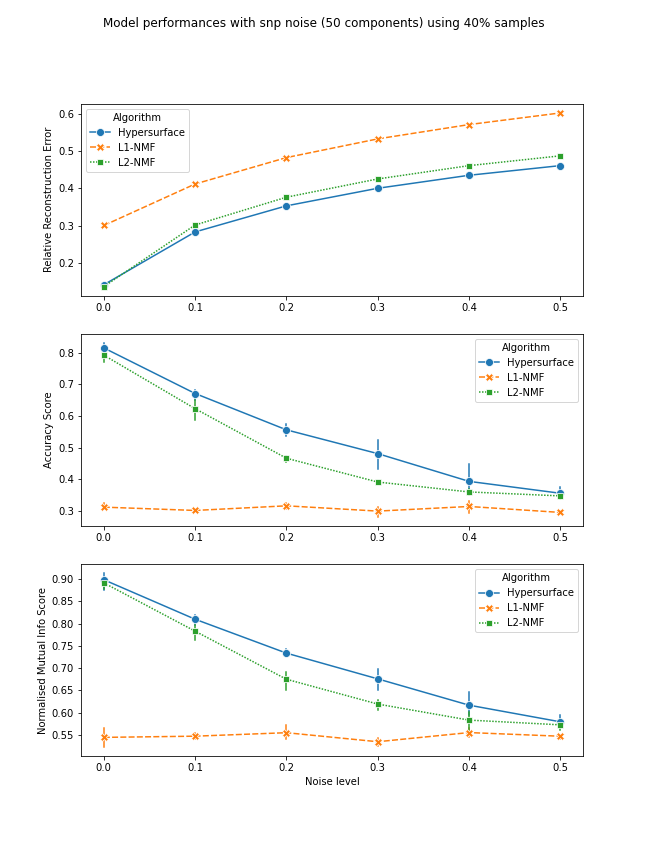 Model performances with snp noise (50 components) using 40% samples
Relative Reconstruction Error
0.6
0.5
0.4
0.3
0.2
Algorithm
Hypersurface
L1-NMF
L2-NMF
0.0 0.1 0.2 0.3 0.4 0.5
Accuracy Score
0.8
0.7
0.6
0.5
0.4
0.3
Algorithm
Hypersurface
L1-NMF
L2-NMF
0.0 0.1 0.2 0.3 0.4 0.5
Normalised Mutual Info Score
0.90
0.85
0.80
0.75
0.70
0.65
0.60
0.55
Algorithm
Hypersurface
L1-NMF
L2-NMF
0.0 0.1 0.2 0.3 0.4 0.5
Noise level